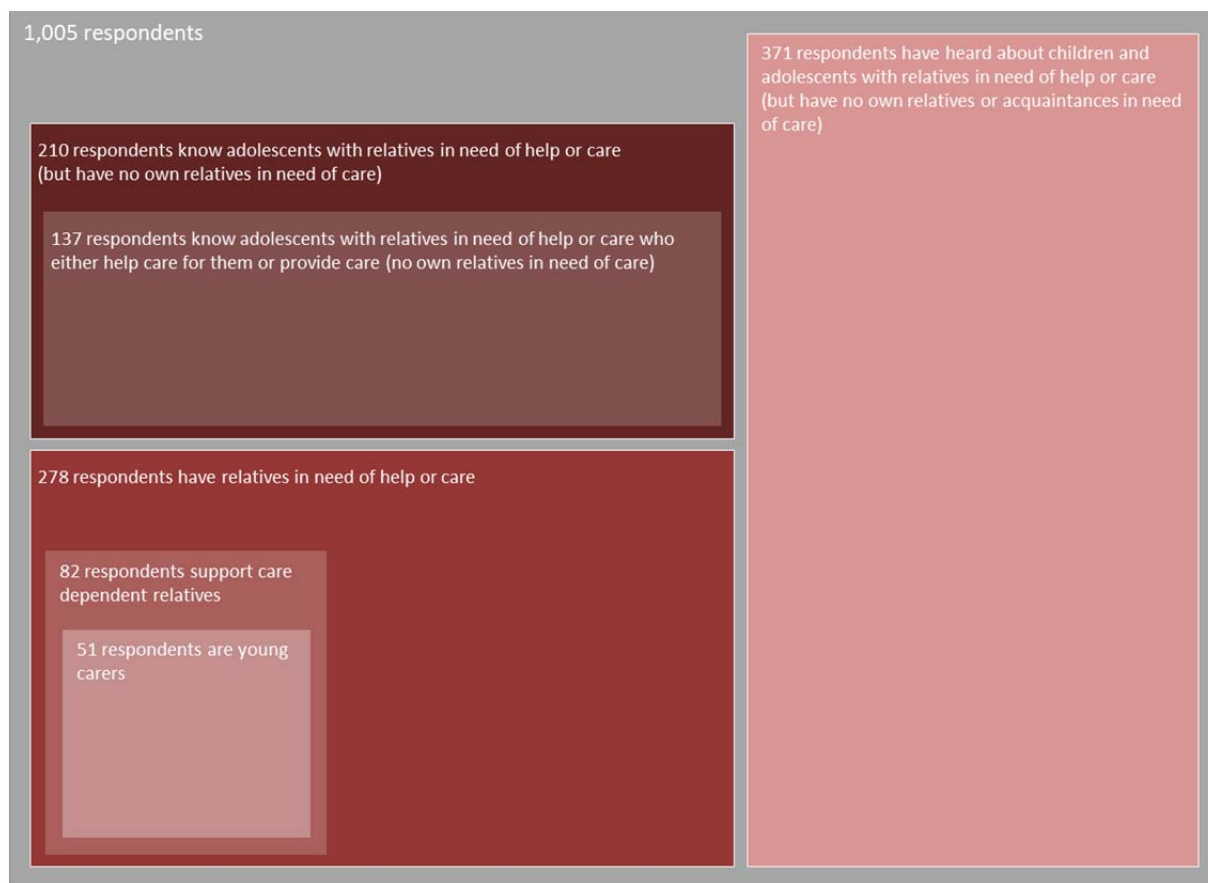 1,005 respondents
210 respondents know adolescents with relatives in need of help or care
(but have no own relatives in need of care)
137 respondents know adolescents with relatives in need of help or care who
either help care for them or provide care (no own relatives in need of care)
278 respondents have relatives in need of help or care
82 respondents support care
dependent relatives
51 respondents are young
carers
371 respondents have heard about children and
adolescents with relatives in need of help or care
(but have no own relatives or acquaintances in need
of care)